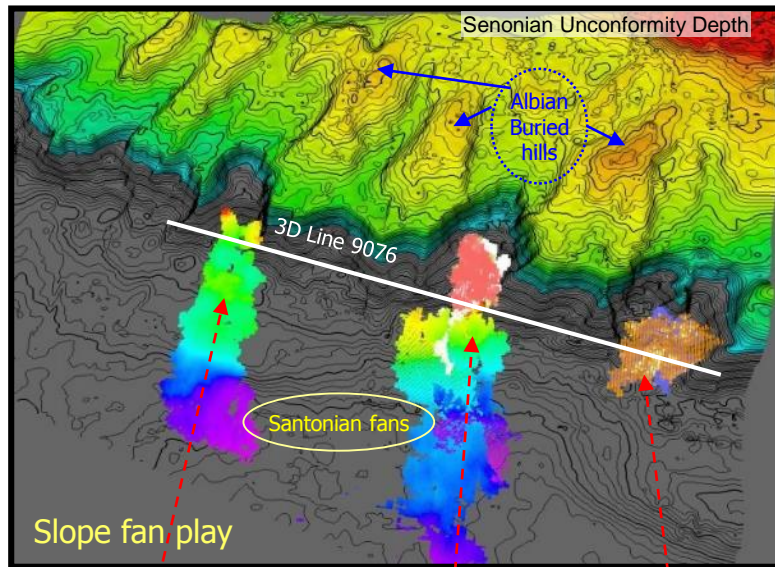 Senonian Unconformity Depth
Albian
Buried
hills
3D Line 9076
Santonian fans
Slope fan play